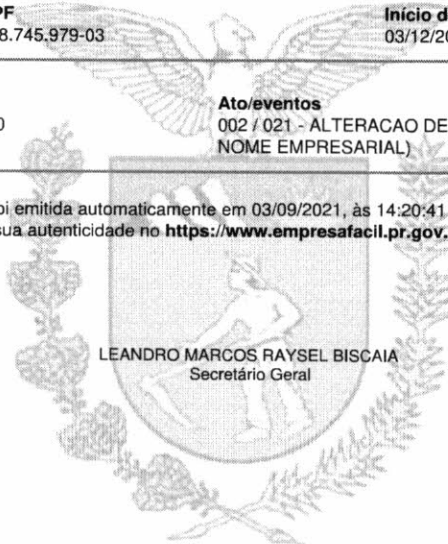 PF
Início d
8.745.979-03
03/12/20
Ato/eventos
0
002 / 021 - ALTERACAO DE
NOME EMPRESARIAL)
oi emitida automaticamente em 03/09/2021, às 14:20:41
sua autenticidade no https://www.empresafacil.pr.gov.
LEANDRO MARCOS RAYSEL BISCAIA
Secretário Geral